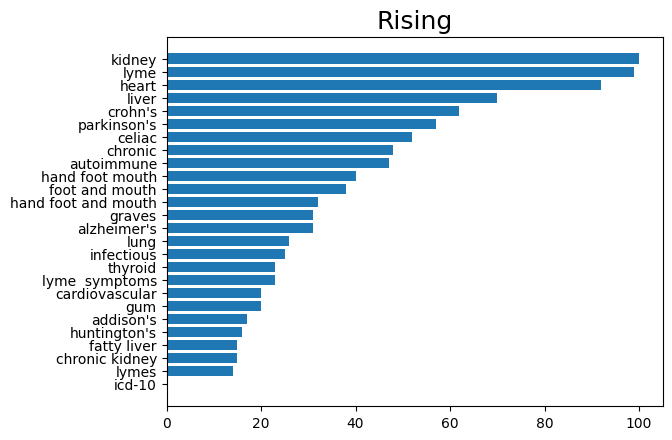 Rising
kidney
lyme
heart
liver
crohn's
parkinson's
celiac
chronic
autoimmune
hand foot mouth
foot and mouth
hand foot and mouth
graves
alzheimer's
lung
infectious
thyroid
lyme  symptoms
cardiovascular
gum
addison's
huntington's
fatty liver
chronic kidney
lymes
icd-10
0 20 40 60 80 100